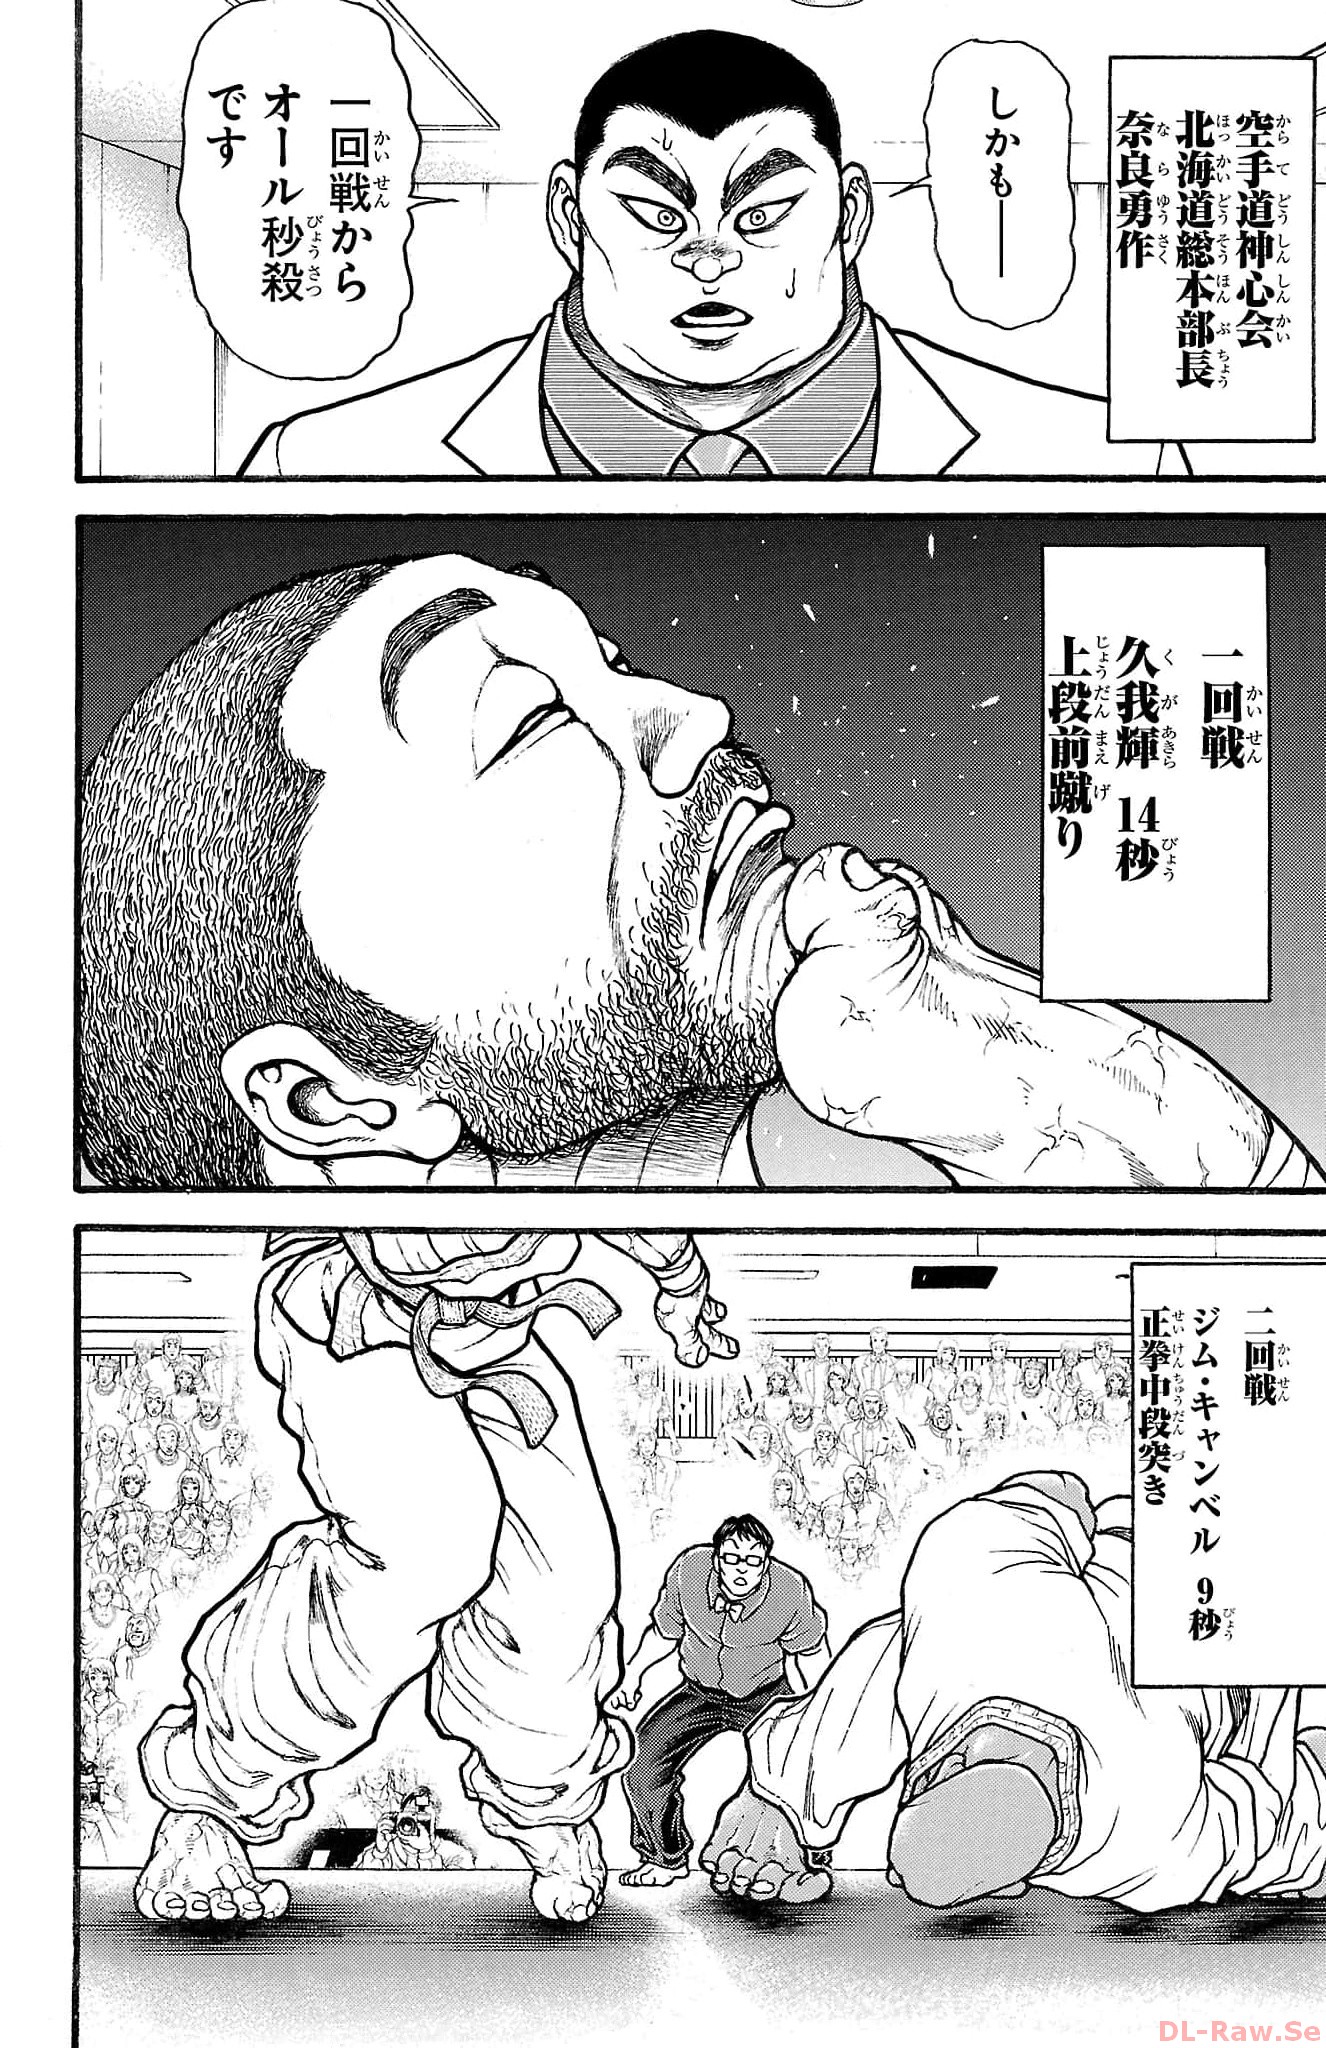 空手道神心会
北海道総本部長
奈良勇作
しかも──
一回戦から
オール秒殺
です
一回戦
久我輝 14秒
上段前蹴り
二回戦
ジム・キャンベル 9秒
正拳中段突き
DL-Raw.Se